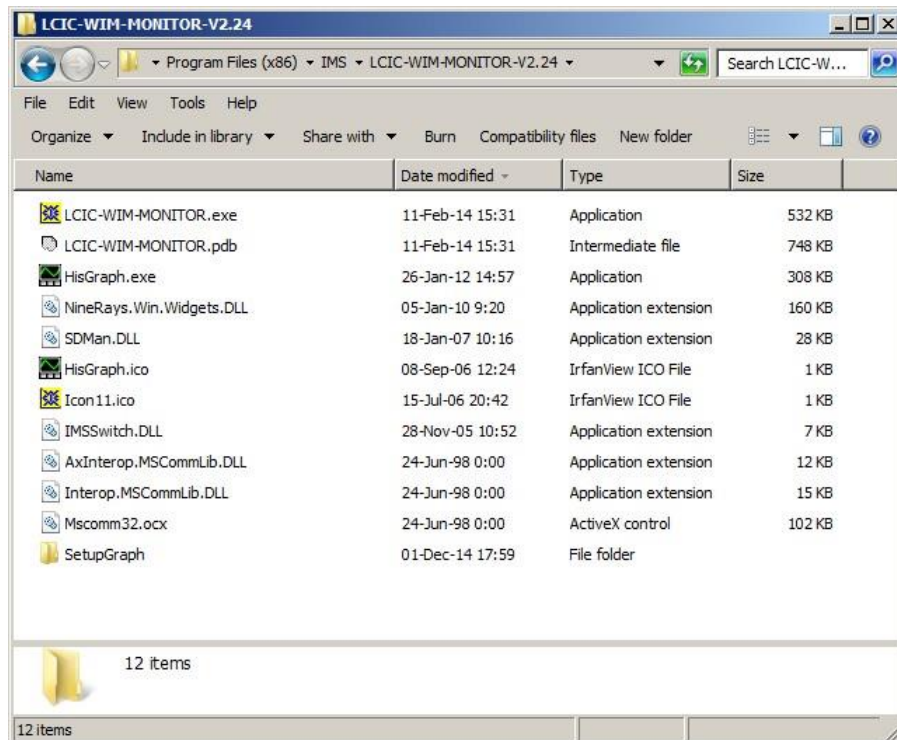 LCIC-WIM-MONITOR-V2.24
Program Files (x86) IMS LCIC-WIM-MONITOR-V2.24 Search LCIC-W...
File Edit View Tools Help
Organize Include in library Share with Burn Compatibility files New folder
Name Date modified Type Size
LCIC-WIM-MONITOR.exe 11-Feb-14 15:31 Application 532 KB
LCIC-WIM-MONITOR.pdb 11-Feb-14 15:31 Intermediate file 748 KB
HisGraph.exe 26-Jan-12 14:57 Application 308 KB
NineRays.Win.Widgets.DLL 05-Jan-10 9:20 Application extension 160 KB
SDMan.DLL 18-Jan-07 10:16 Application extension 28 KB
HisGraph.ico 08-Sep-06 12:24 IrfanView ICO File 1 KB
Icon11.ico 15-Jul-06 20:42 IrfanView ICO File 1 KB
IMSSwitch.DLL 28-Nov-05 10:52 Application extension 7 KB
AxInterop.MSCommLib.DLL 24-Jun-98 0:00 Application extension 12 KB
Interop.MSCommLib.DLL 24-Jun-98 0:00 Application extension 15 KB
Mscomm32.ocx 24-Jun-98 0:00 ActiveX control 102 KB
SetupGraph 01-Dec-14 17:59 File folder
12 items
12 items